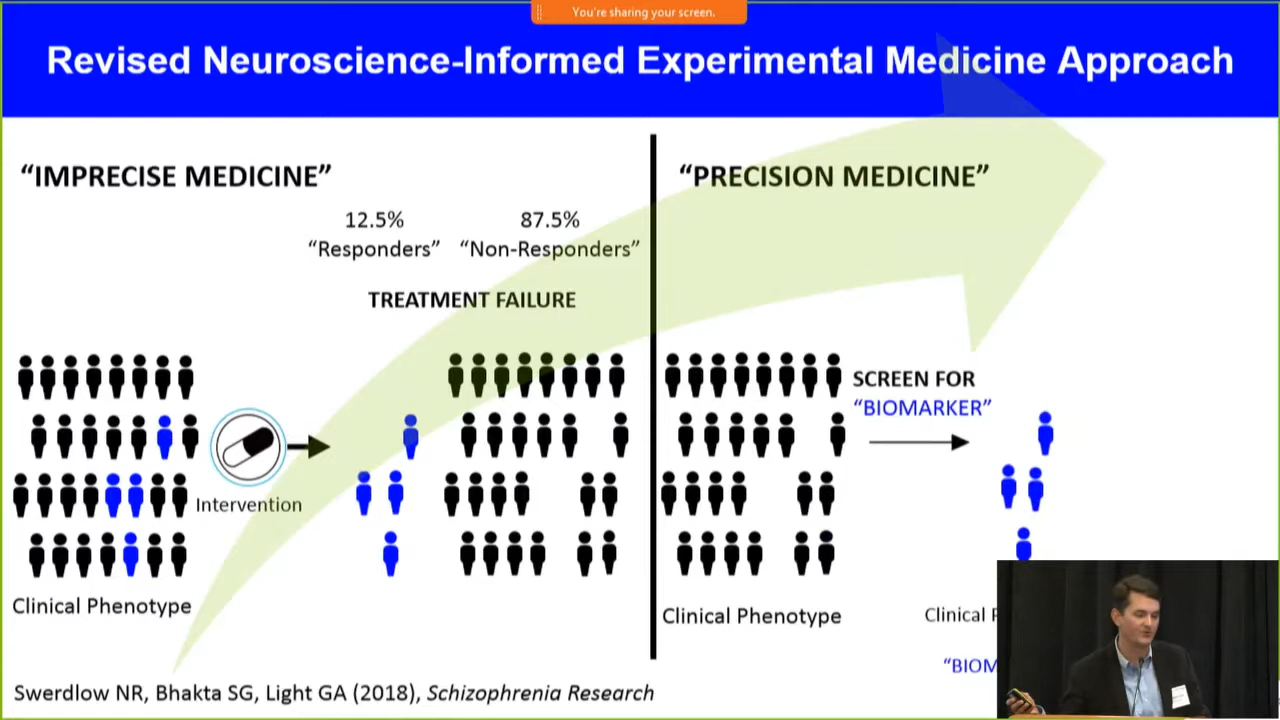 You're sharing your screen.
Revised Neuroscience-Informed Experimental Medicine Approach
“IMPRECISE MEDICINE”
12.5%
“Responders”
87.5%
“Non-Responders”
TREATMENT FAILURE
Intervention
Clinical Phenotype
“PRECISION MEDICINE”
SCREEN FOR
“BIOMARKER”
Clinical Phenotype
Clinical
Swerdlow NR, Bhakta SG, Light GA (2018), Schizophrenia Research